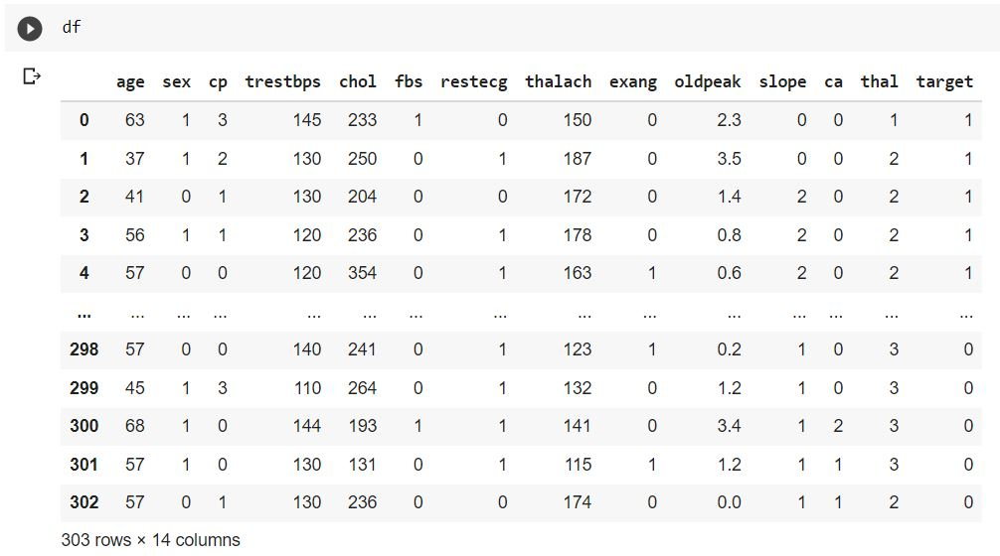 df
age sex cp trestbps chol fbs restecg thalach exang oldpeak slope ca thal target
0 63 1 3 145 233 1 0 150 0 2.3 0 0 1 1
1 37 1 2 130 250 0 1 187 0 3.5 0 0 2 1
2 41 0 1 130 204 0 0 172 0 1.4 2 0 2 1
3 56 1 1 120 236 0 1 178 0 0.8 2 0 2 1
4 57 0 0 120 354 0 1 163 1 0.6 2 0 2 1
... ... ... ... ... ... ... ... ... ... ... ... ... ... ...
298 57 0 0 140 241 0 1 123 1 0.2 1 0 3 0
299 45 1 3 110 264 0 1 132 0 1.2 1 0 3 0
300 68 1 0 144 193 1 1 141 0 3.4 1 2 3 0
301 57 1 0 130 131 0 1 115 1 1.2 1 1 3 0
302 57 0 1 130 236 0 0 174 0 0.0 1 1 2 0
303 rows × 14 columns